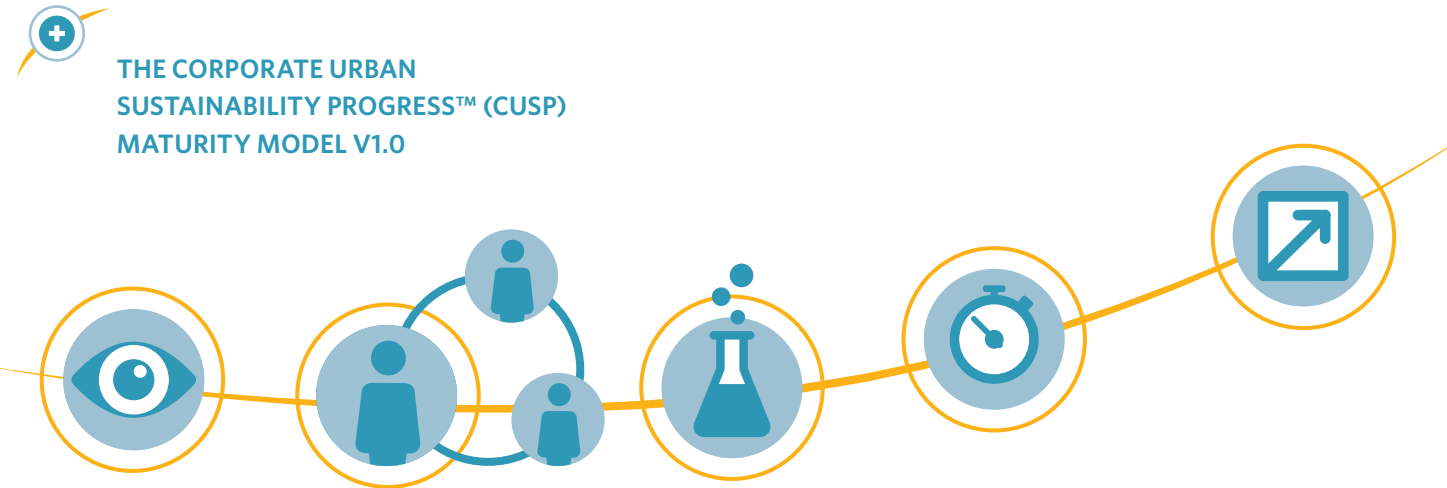 THE CORPORATE URBAN
SUSTAINABILITY PROGRESS™ (CUSP)
MATURITY MODEL V1.0